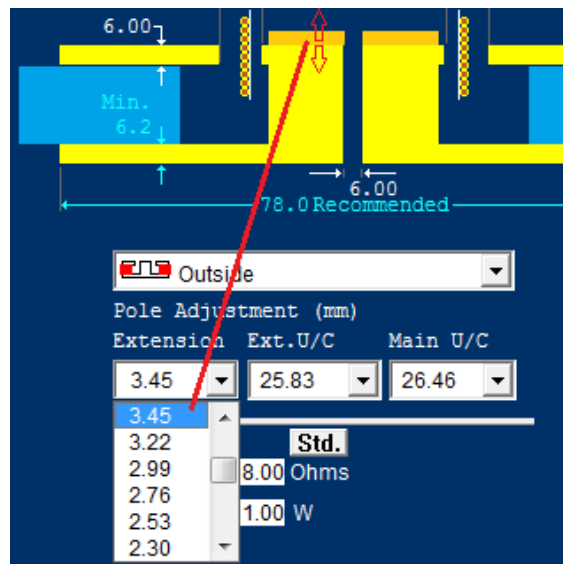 6.00
Min.
6.2
6.00
78.0 Recommended
Outside
Pole Adjustment (mm)
Extension Ext.U/C Main U/C
3.45 25.83 26.46
3.45
3.22
Std.
2.99
8.00 Ohms
2.76
2.53
1.00 W
2.30